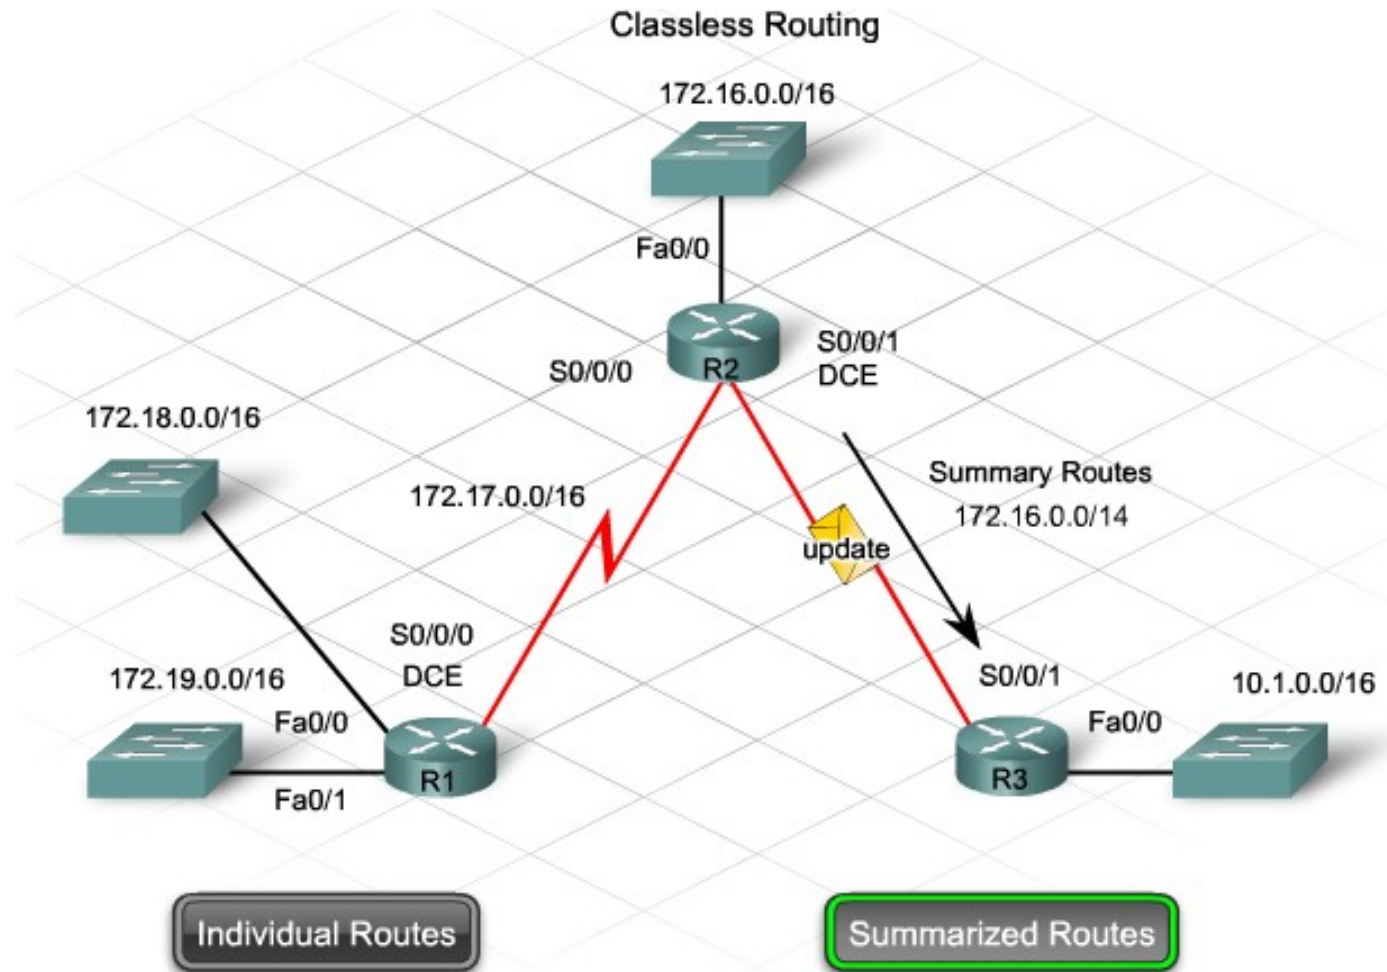 Classless Routing
172.16.0.0/16
Fa0/0
S0/0/0
R2
S0/0/1
DCE
172.18.0.0/16
172.17.0.0/16
Summary Routes
172.16.0.0/14
update
S0/0/0
DCE
172.19.0.0/16
Fa0/0
R1
Fa0/1
S0/0/1
10.1.0.0/16
Fa0/0
R3
Individual Routes
Summarized Routes